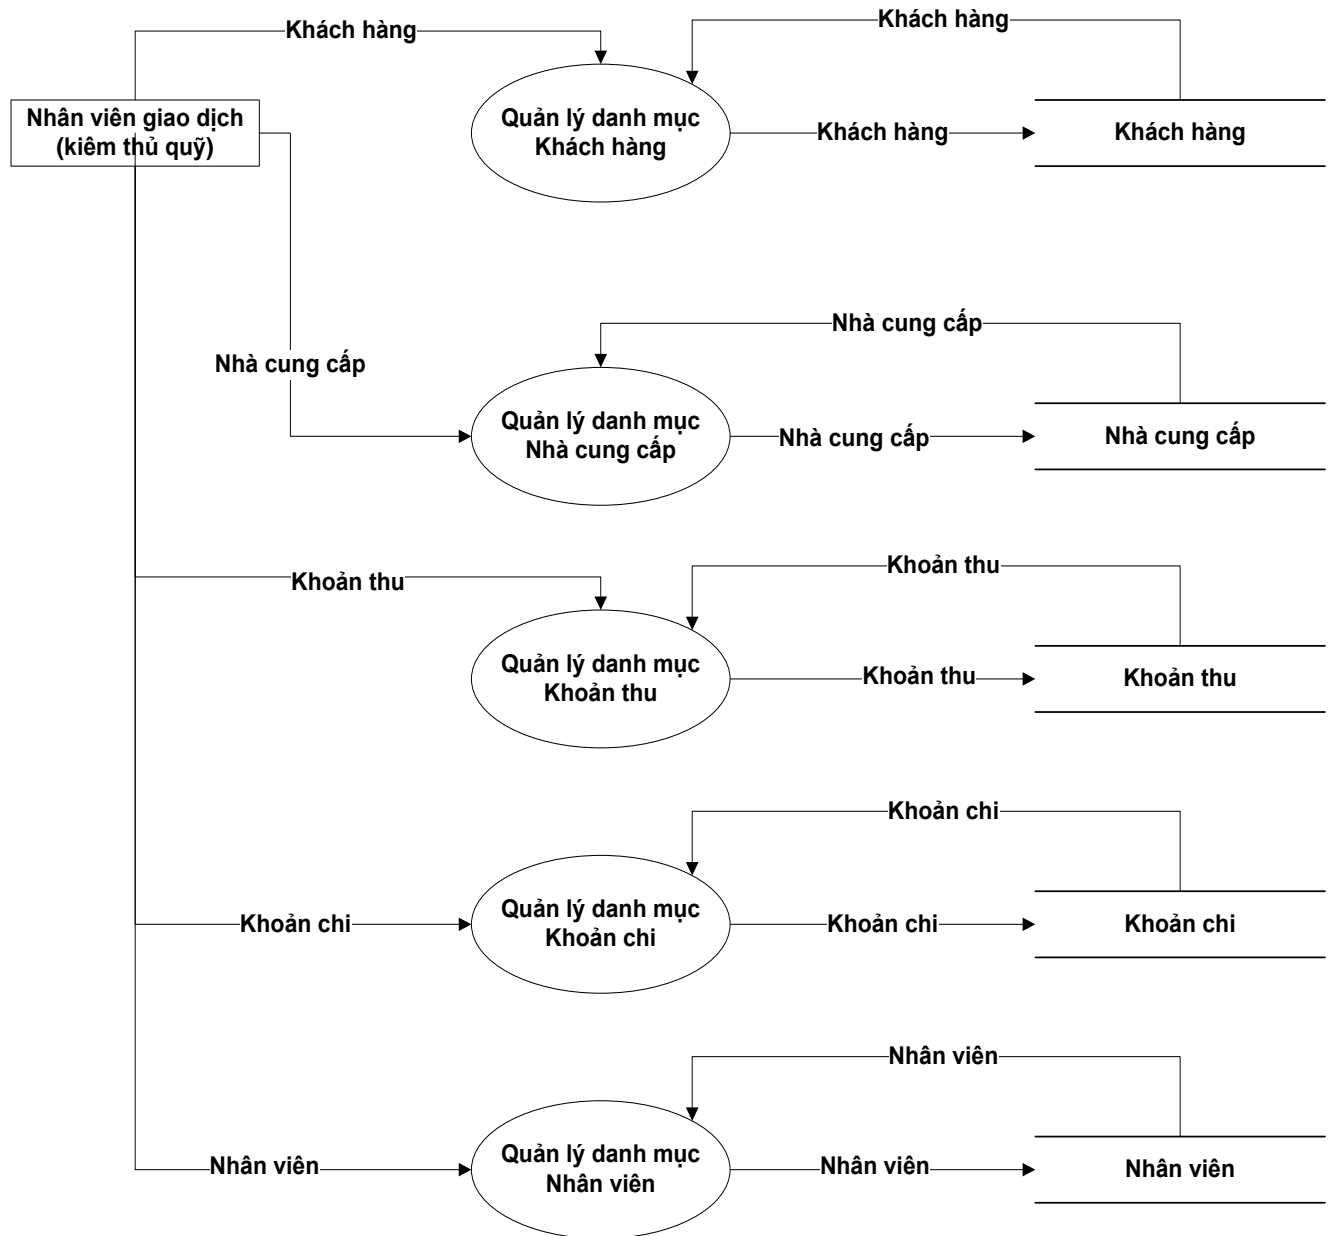 Khách hàng
Khách hàng
Nhân viên giao dịch
(kiêm thủ quỹ)
Quản lý danh mục
Khách hàng
Khách hàng
Khách hàng
Nhà cung cấp
Nhà cung cấp
Quản lý danh mục
Nhà cung cấp
Nhà cung cấp
Nhà cung cấp
Khoản thu
Khoản thu
Quản lý danh mục
Khoản thu
Khoản thu
Khoản thu
Khoản chi
Khoản chi
Quản lý danh mục
Khoản chi
Khoản chi
Khoản chi
Nhân viên
Nhân viên
Quản lý danh mục
Nhân viên
Nhân viên
Nhân viên